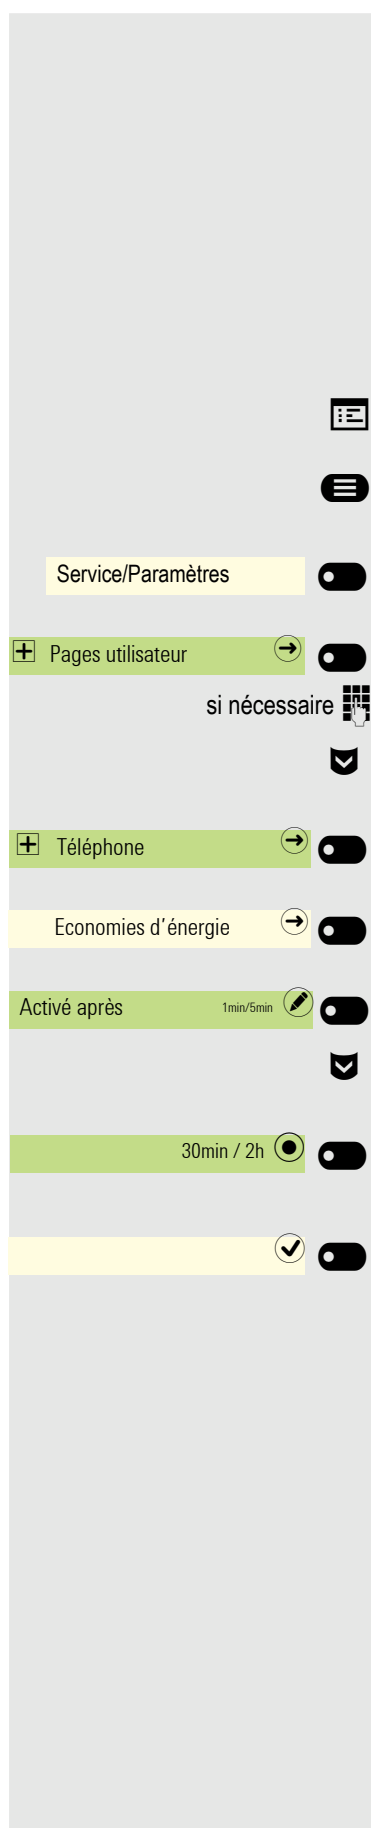 Service/Paramètres
Pages utilisateur
si nécessaire
Téléphone
Economies d’énergie
Activé après 1min/5min
30min / 2h